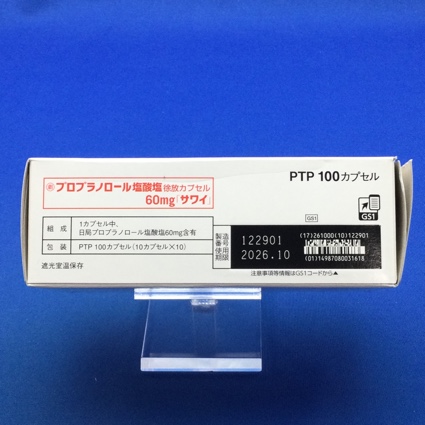 劇 プロプラノロール塩酸塩 徐放カプセル
60mg「サワイ」
PTP 100カプセル
GS1
組成 1カプセル中、
日局プロプラノロール塩酸塩60mg含有
包装 PTP 100カプセル(10カプセル×10)
遮光室温保存
GS1
製造番号 122901
使用期限 2026.10
(17)261000(10)122901
(01)14987080031618
注意事項等情報はGS1コードから▲